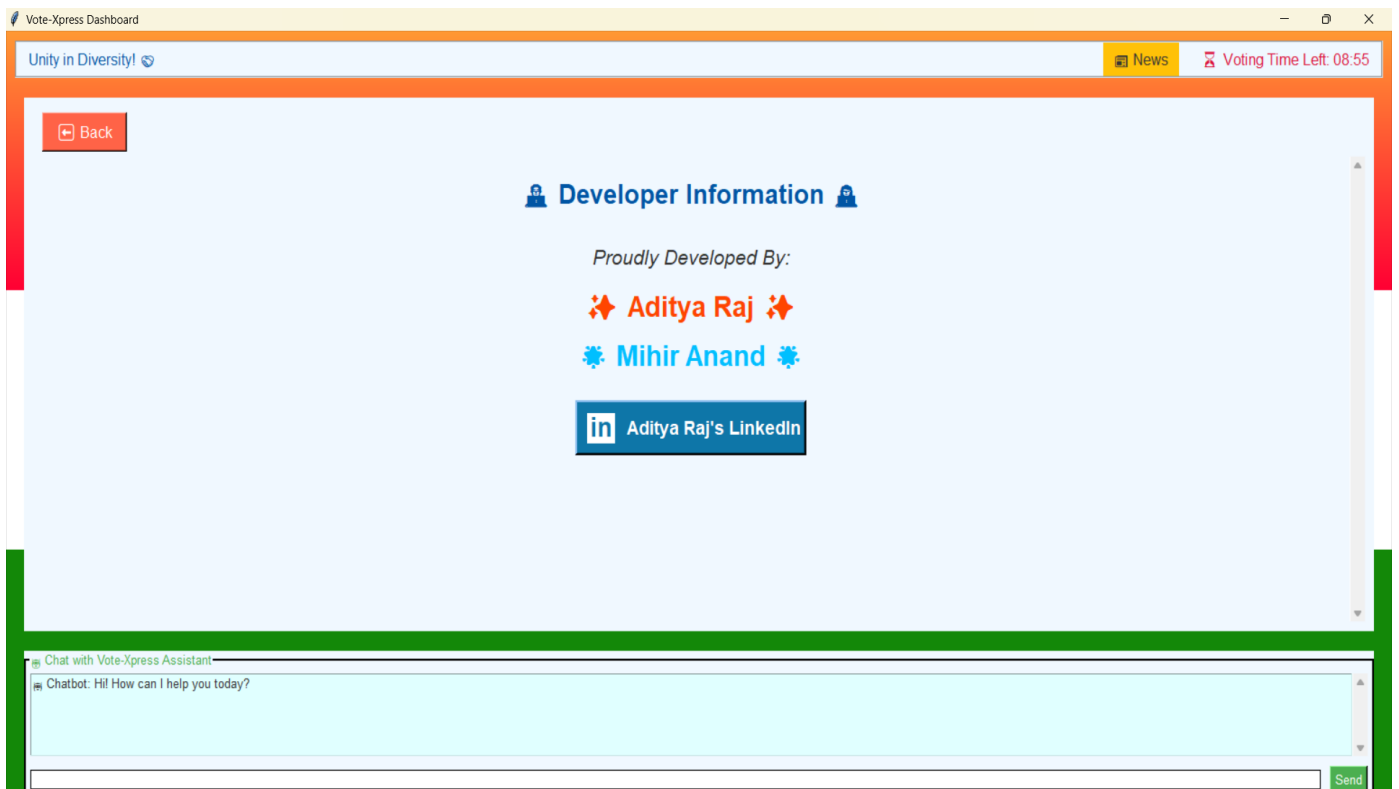 Vote-Xpress Dashboard
Unity in Diversity!
News
Voting Time Left: 08:55
Back
Developer Information
Proudly Developed By:
Aditya Raj
Mihir Anand
in Aditya Raj's LinkedIn
Chat with Vote-Xpress Assistant
Chatbot: Hi! How can I help you today?
Send